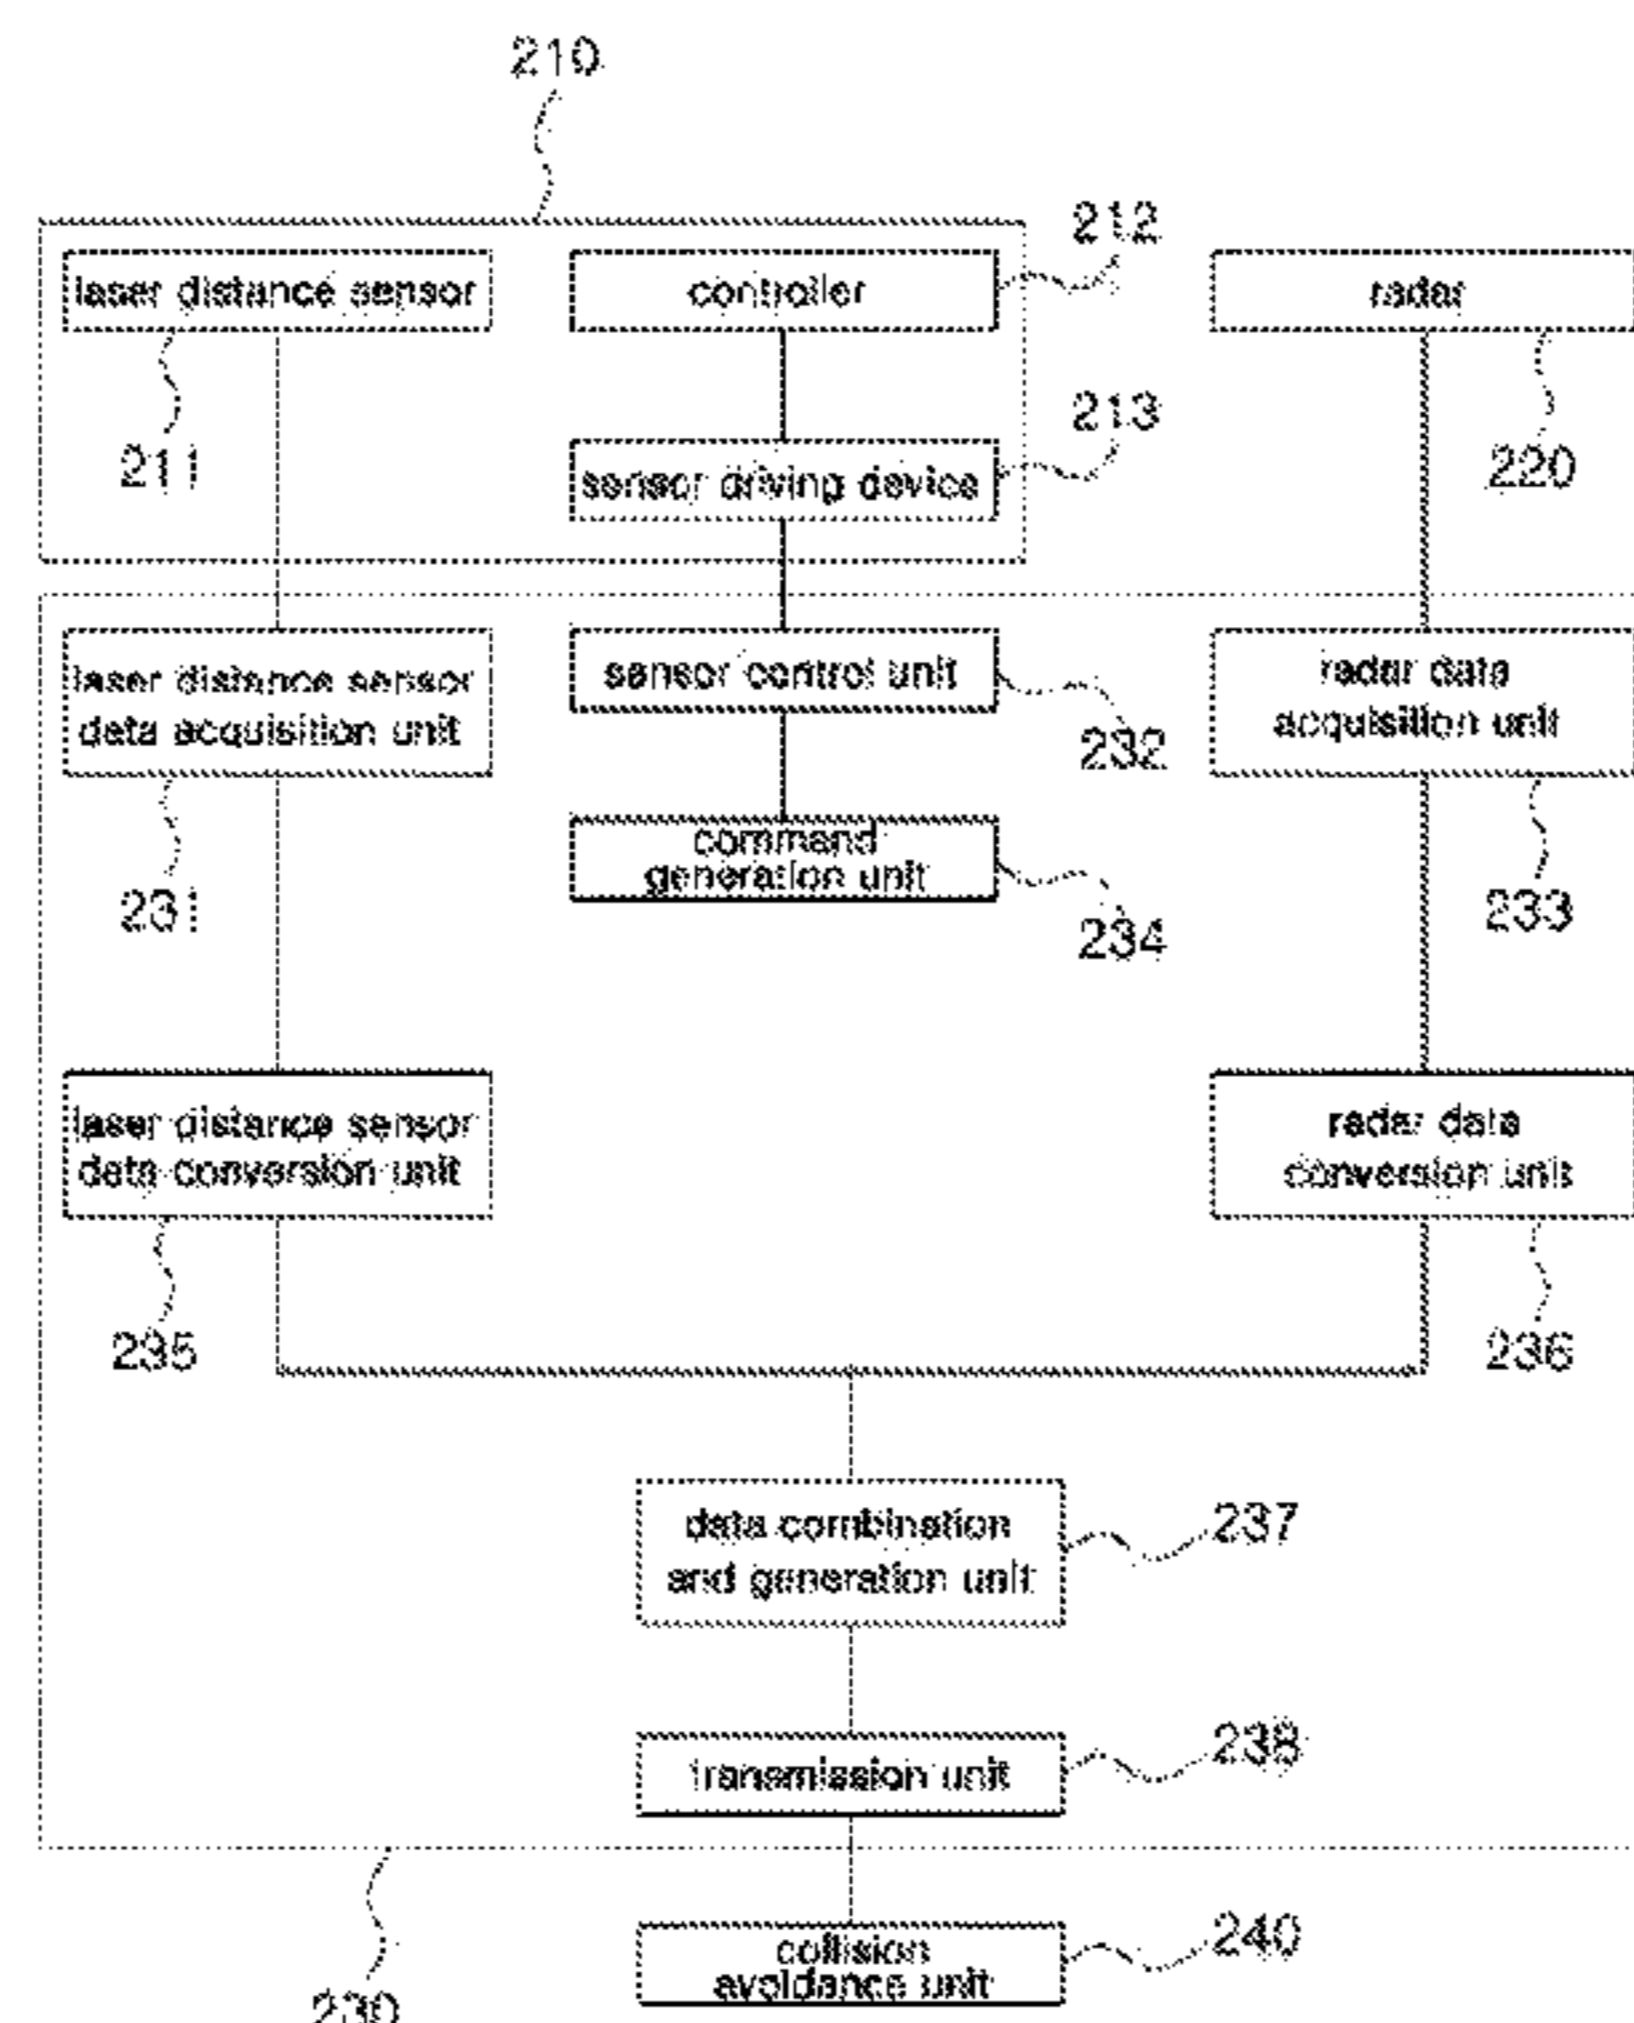 210
212
laser distance sensor
controller
radar
213
211
sensor driving device
220
laser distance sensor
data acquisition unit
sensor control unit
radar data
acquisition unit
232
command
generation unit
231
233
234
laser distance sensor
data conversion unit
radar data
conversion unit
235
236
data combination
and generation unit
237
transmission unit
238
collision
avoidance unit
240
230